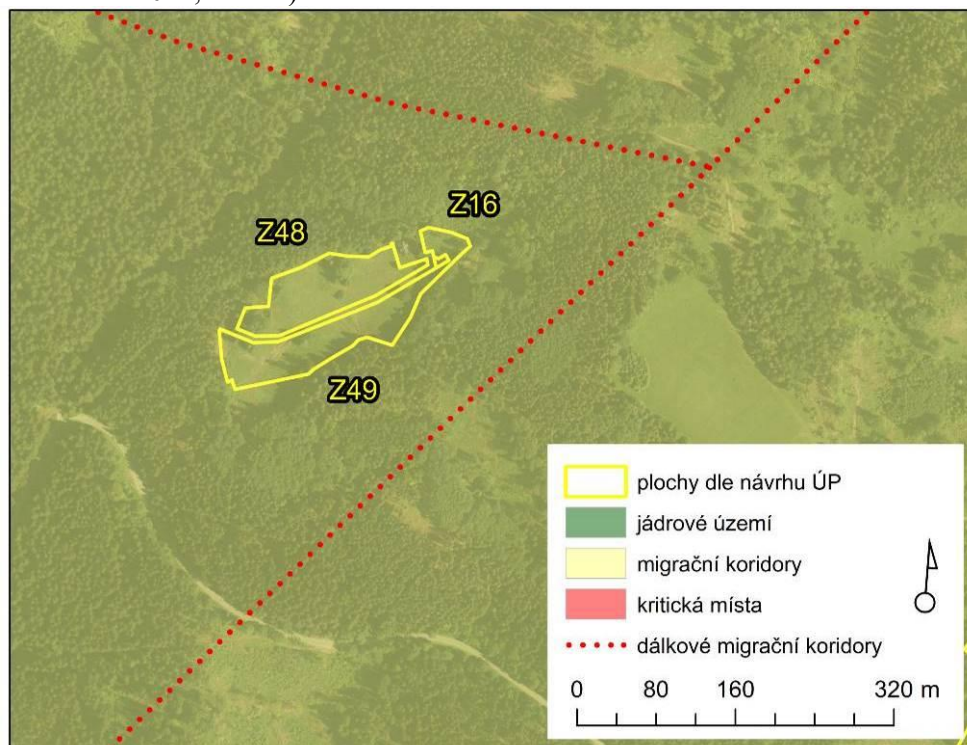 Z16
Z48
Z49
plochy dle návrhu ÚP
jádrové území
migrační koridory
kritická místa
dálkové migrační koridory
0 80 160 320 m